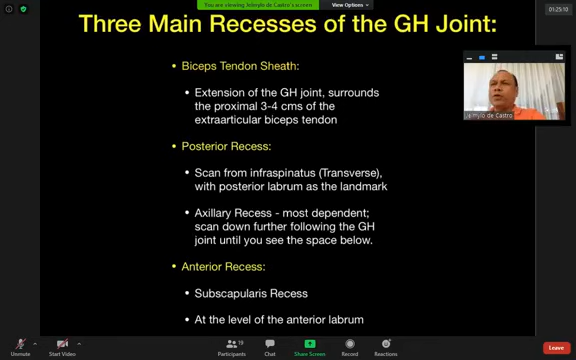 You are viewing Jeimylo de Castro's screen
View Options
01:25:10
Three Main Recesses of the GH Joint:
• Biceps Tendon Sheath:
• Extension of the GH joint, surrounds
the proximal 3-4 cms of the
extraarticular biceps tendon
• Posterior Recess:
• Scan from infraspinatus (Transverse),
with posterior labrum as the landmark
• Axillary Recess - most dependent;
scan down further following the GH
joint until you see the space below.
• Anterior Recess:
• Subscapularis Recess
• At the level of the anterior labrum
de Castro
Unmute
Start Video
Participants
19
Chat
Share Screen
Record
Reactions
Leave